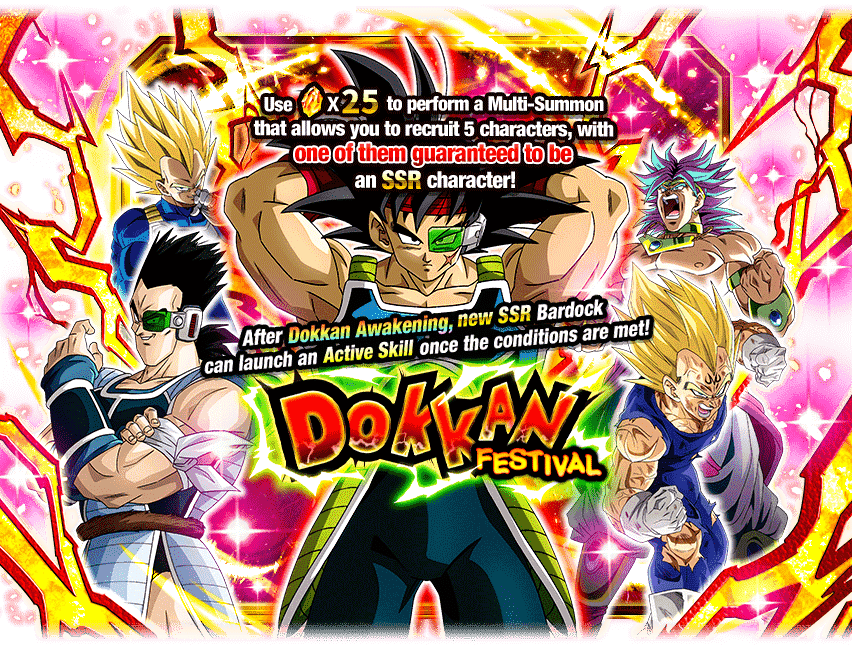 Use x25 to perform a Multi-Summon
that allows you to recruit 5 characters, with
one of them guaranteed to be
an SSR character!
After Dokkan Awakening, new SSR Bardock
can launch an Active Skill once the conditions are met!
DOKKAN
FESTIVAL